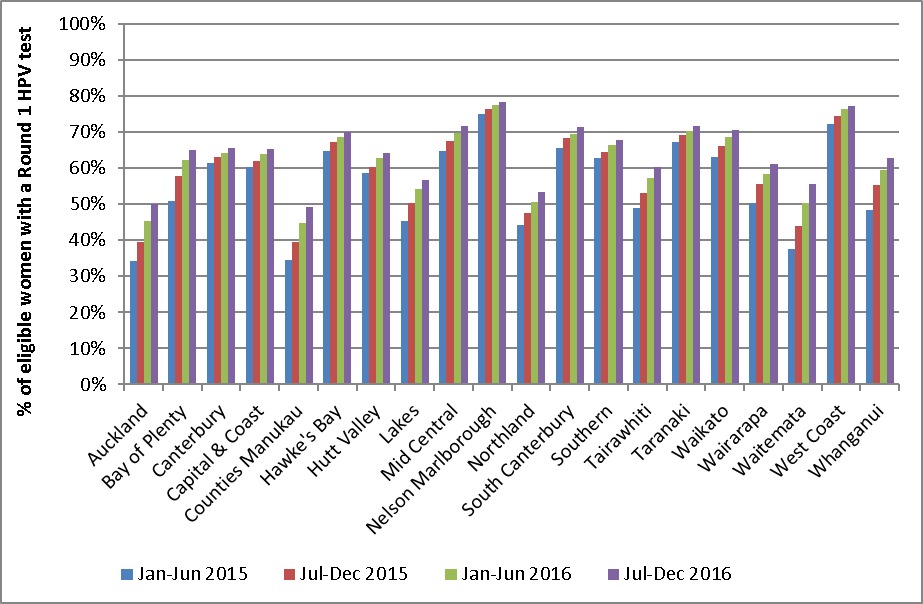 % of eligible women with a Round 1 HPV test
100%
90%
80%
70%
60%
50%
40%
30%
20%
10%
0%
Auckland
Bay of Plenty
Canterbury
Capital & Coast
Counties Manukau
Hawke's Bay
Hutt Valley
Lakes
Mid Central
Nelson Marlborough
Northland
South Canterbury
Southern
Tairawhiti
Taranaki
Waikato
Wairarapa
Waitemata
West Coast
Whanganui
Jan-Jun 2015 Jul-Dec 2015 Jan-Jun 2016 Jul-Dec 2016